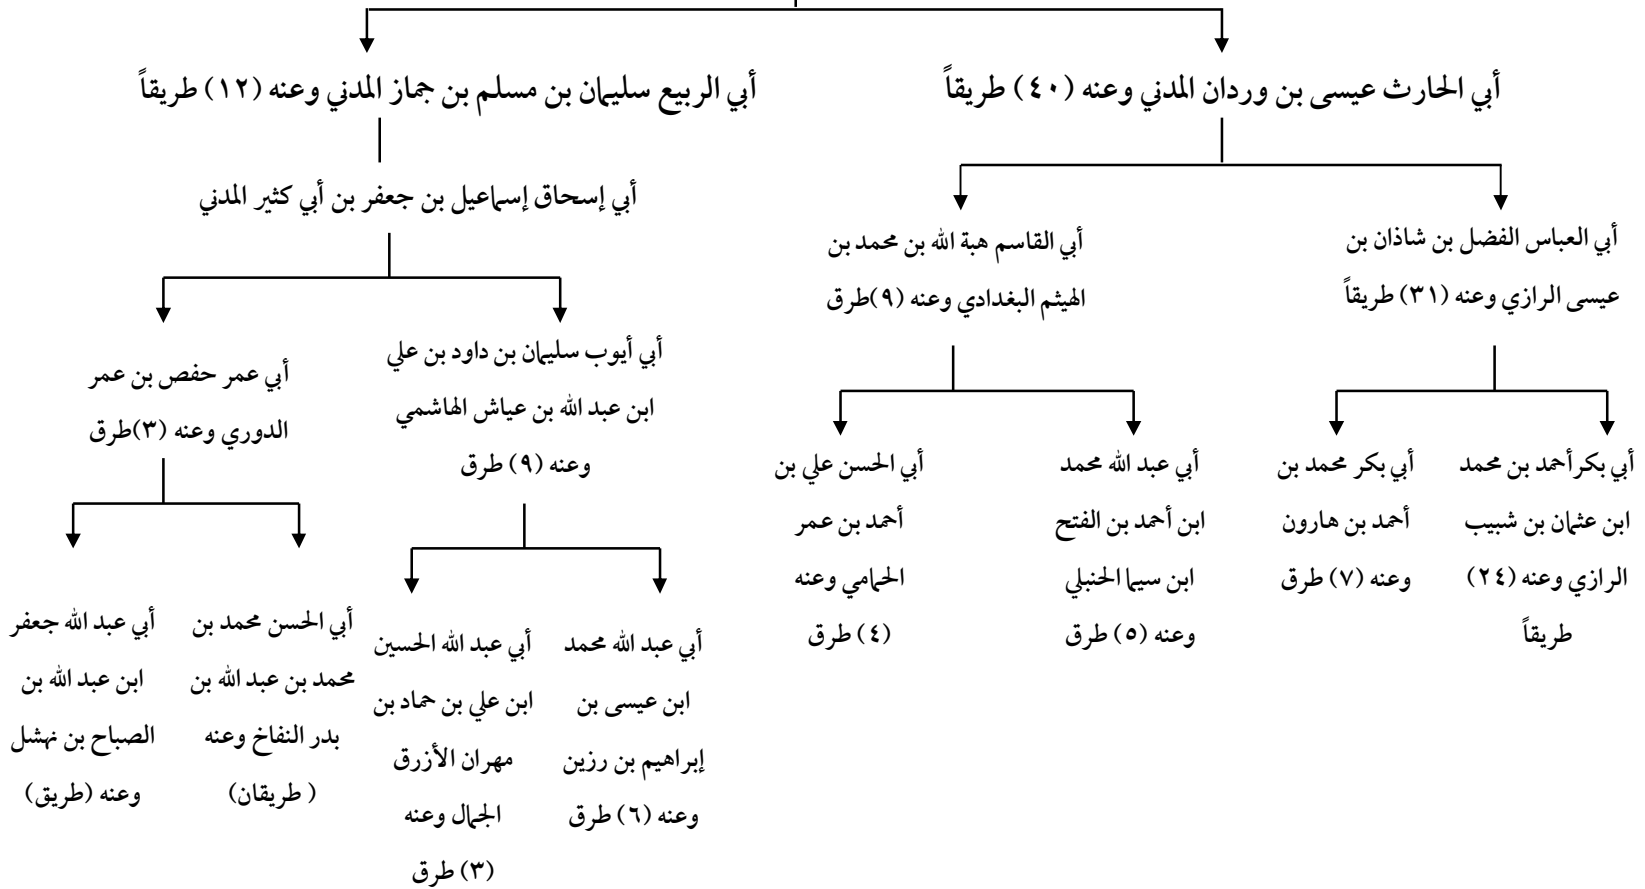 أبي الحارث عيسى بن وردان المدني وعنه (٤٠) طريقاً
أبي الربيع سليمان بن مسلم بن جماز المدني وعنه (١٢) طريقاً
أبي العباس الفضل بن شاذان بن
عيسى الرازي وعنه (٣١) طريقاً
أبي القاسم هبة الله بن محمد بن
الهيثم البغدادي وعنه (٩)طرق
أبي إسحاق إسماعيل بن جعفر بن أبي كثير المدني
أبي أيوب سليمان بن داود بن علي
ابن عبد الله بن عياش الهاشمي
وعنه (٩) طرق
أبي عمر حفص بن عمر
الدوري وعنه (٣)طرق
أبي بكرأحمد بن محمد
ابن عثمان بن شبيب
الرازي وعنه (٢٤)
طريقاً
أبي بكر محمد بن
أحمد بن هارون
وعنه (٧) طرق
أبي عبد الله محمد
ابن أحمد بن الفتح
ابن سيما الحنبلي
وعنه (٥) طرق
أبي الحسن علي بن
أحمد بن عمر
الحمامي وعنه
(٤) طرق
أبي عبد الله محمد
ابن عيسى بن
إبراهيم بن رزين
وعنه (٦) طرق
أبي عبد الله الحسين
ابن علي بن حماد بن
مهران الأزرق
الجمال وعنه
(٣) طرق
أبي الحسن محمد بن
محمد بن عبد الله بن
بدر النفاخ وعنه
( طريقان)
أبي عبد الله جعفر
ابن عبد الله بن
الصباح بن نهشل
وعنه (طريق)